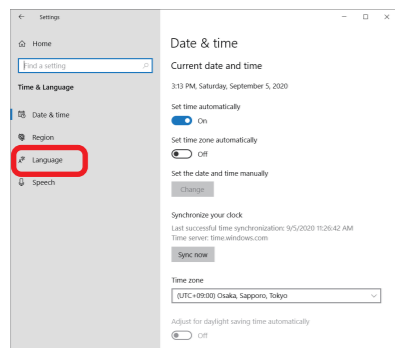 Settings
Home
Find a setting
Time & Language
Date & time
Region
Language
Speech
Date & time
Current date and time
3:13 PM, Saturday, September 5, 2020
Set time automatically
On
Set time zone automatically
Off
Set the date and time manually
Change
Synchronize your clock
Last successful time synchronization: 9/5/2020 11:26:42 AM
Time server: time.windows.com
Sync now
Time zone
(UTC+09:00) Osaka, Sapporo, Tokyo
Adjust for daylight saving time automatically
Off